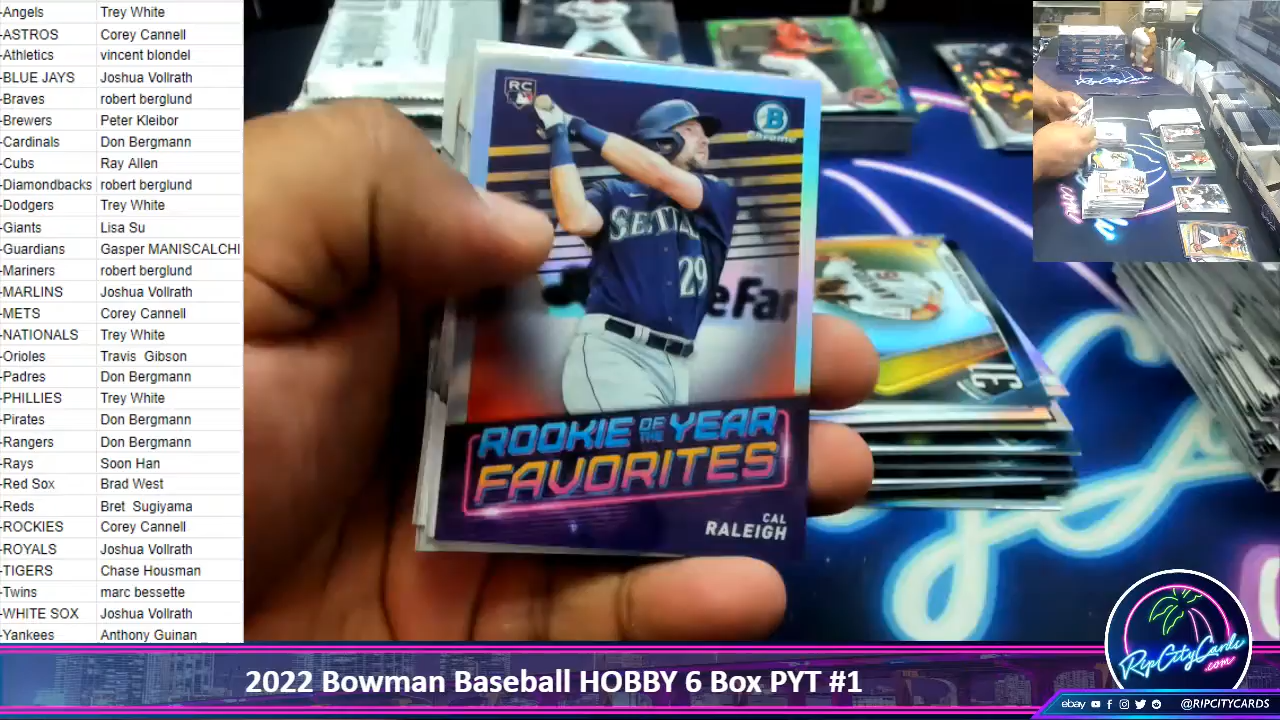 -Angels Trey White
-ASTROS Corey Cannell
-Athletics vincent blondel
-BLUE JAYS Joshua Vollrath
-Braves robert berglund
-Brewers Peter Kleibor
-Cardinals Don Bergmann
-Cubs Ray Allen
-Diamondbacks robert berglund
-Dodgers Trey White
-Giants Lisa Su
-Guardians Gasper MANISCALCHI
-Mariners robert berglund
-MARLINS Joshua Vollrath
-METS Corey Cannell
-NATIONALS Trey White
-Orioles Travis Gibson
-Padres Don Bergmann
-PHILLIES Trey White
-Pirates Don Bergmann
-Rangers Don Bergmann
-Rays Soon Han
-Red Sox Brad West
-Reds Bret Sugiyama
-ROCKIES Corey Cannell
-ROYALS Joshua Vollrath
-TIGERS Chase Housman
-Twins marc bessette
-WHITE SOX Joshua Vollrath
-Yankees Anthony Guinan
RC
B
Chrome
29
eFar
ROOKIE OF THE YEAR
FAVORITES
CAL
RALEIGH
RipCityCards
.com
2022 Bowman Baseball HOBBY 6 Box PYT #1
ebay @RIPCITYCARDS